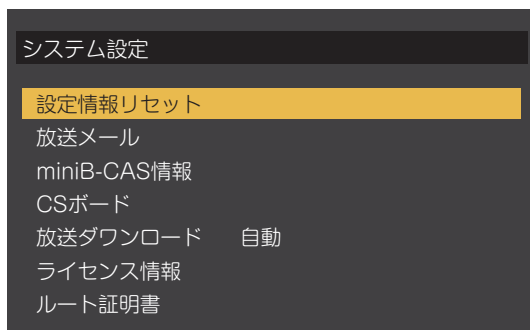 システム設定
設定情報リセット
放送メール
miniB-CAS情報
CSボード
放送ダウンロード 自動
ライセンス情報
ルート証明書